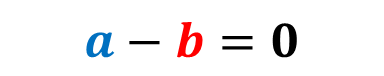 a − b = 0